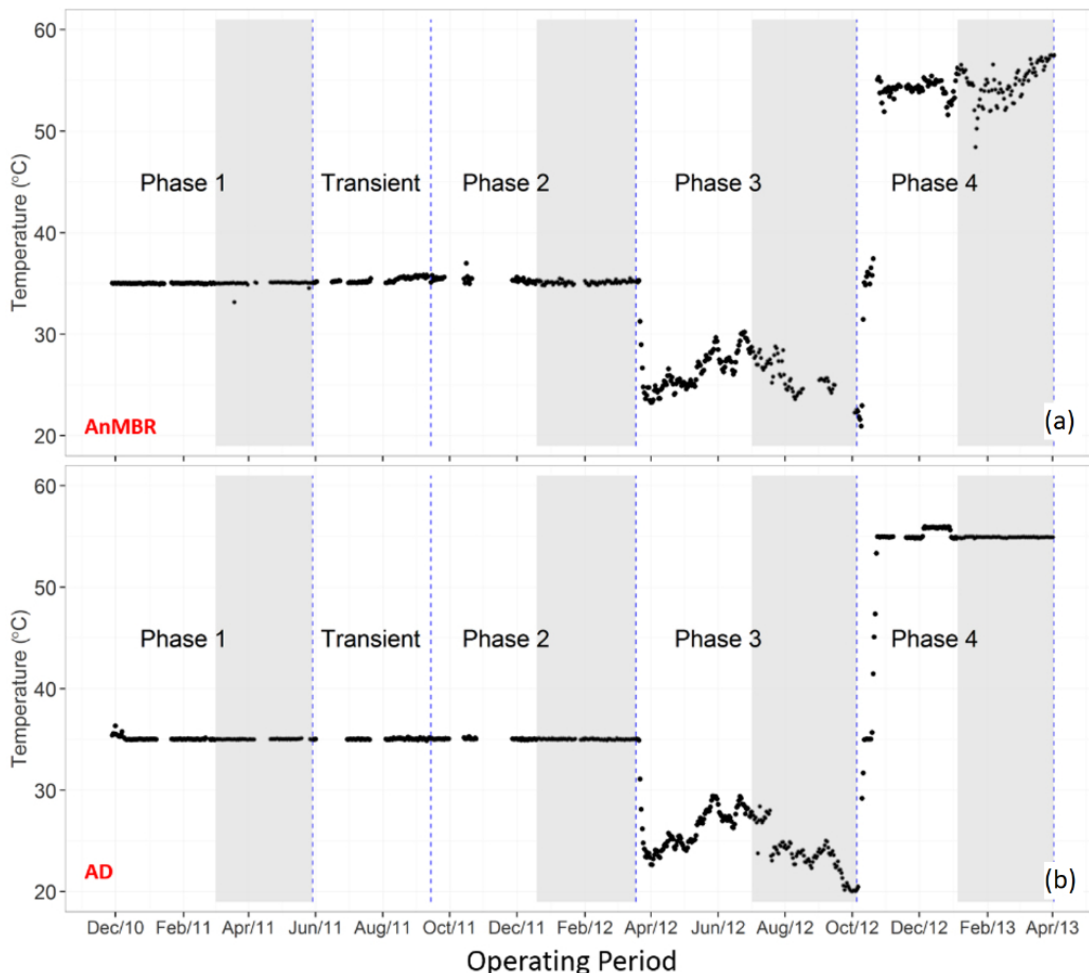 60
50
40
30
20
Temperature (°C)
Phase 1 Transient Phase 2 Phase 3 Phase 4
AnMBR
(a)
60
50
40
30
20
Temperature (°C)
Phase 1 Transient Phase 2 Phase 3 Phase 4
AD
(b)
Dec/10 Feb/11 Apr/11 Jun/11 Aug/11 Oct/11 Dec/11 Feb/12 Apr/12 Jun/12 Aug/12 Oct/12 Dec/12 Feb/13 Apr/13
Operating Period